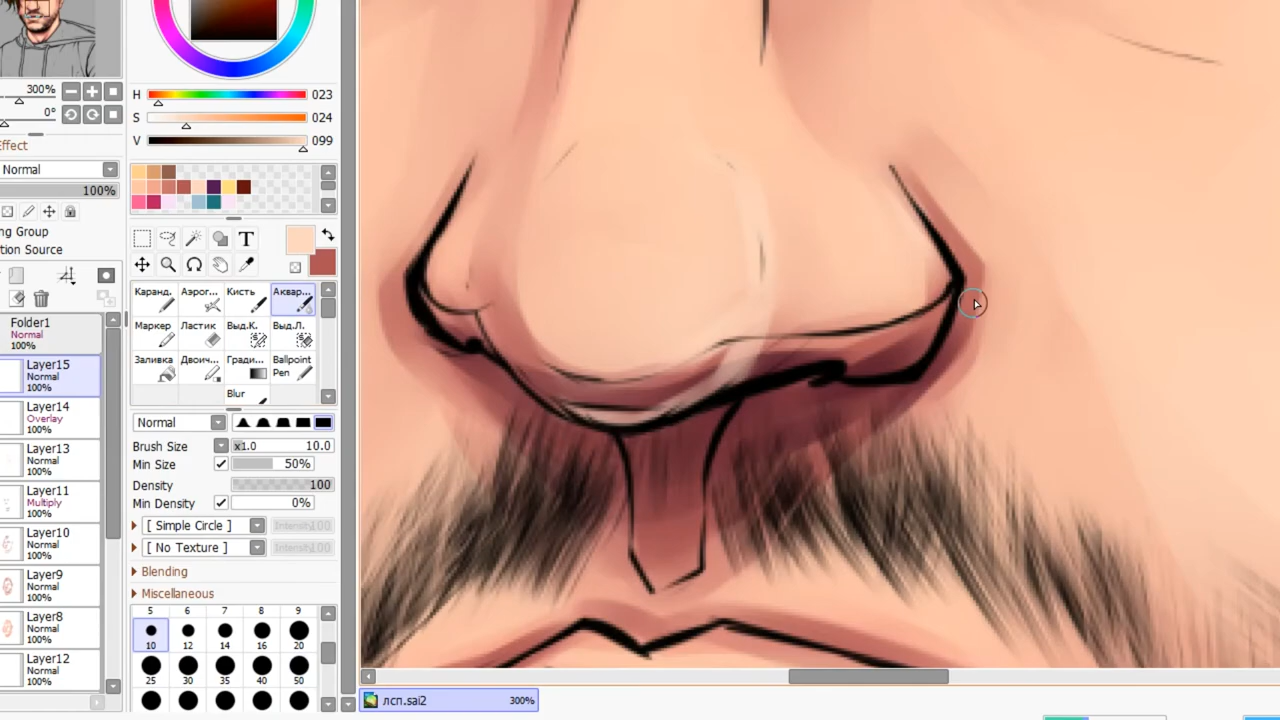 300%
0°
Effect
Normal
100%
ng Group
tion Source
Folder1
Normal
100%
Layer15
Normal
100%
Layer14
Overlay
100%
Layer13
Normal
100%
Layer11
Multiply
100%
Layer10
Normal
100%
Layer9
Normal
100%
Layer8
Normal
100%
Layer12
Normal
100%
H 023
S 024
V 099
T
Каранд. Аэрог... Кисть Аквар...
Маркер Ластик Выд.К. Выд.Л.
Заливка Двоич... Гради... Ballpoint Pen
Blur
Normal
Brush Size x1.0 10.0
Min Size 50%
Density 100
Min Density 0%
[ Simple Circle ] Intensity 100
[ No Texture ] Intensity 100
Blending
Miscellaneous
5 6 7 8 9
10 12 14 16 20
25 30 35 40 50
лсп.sai2 300%